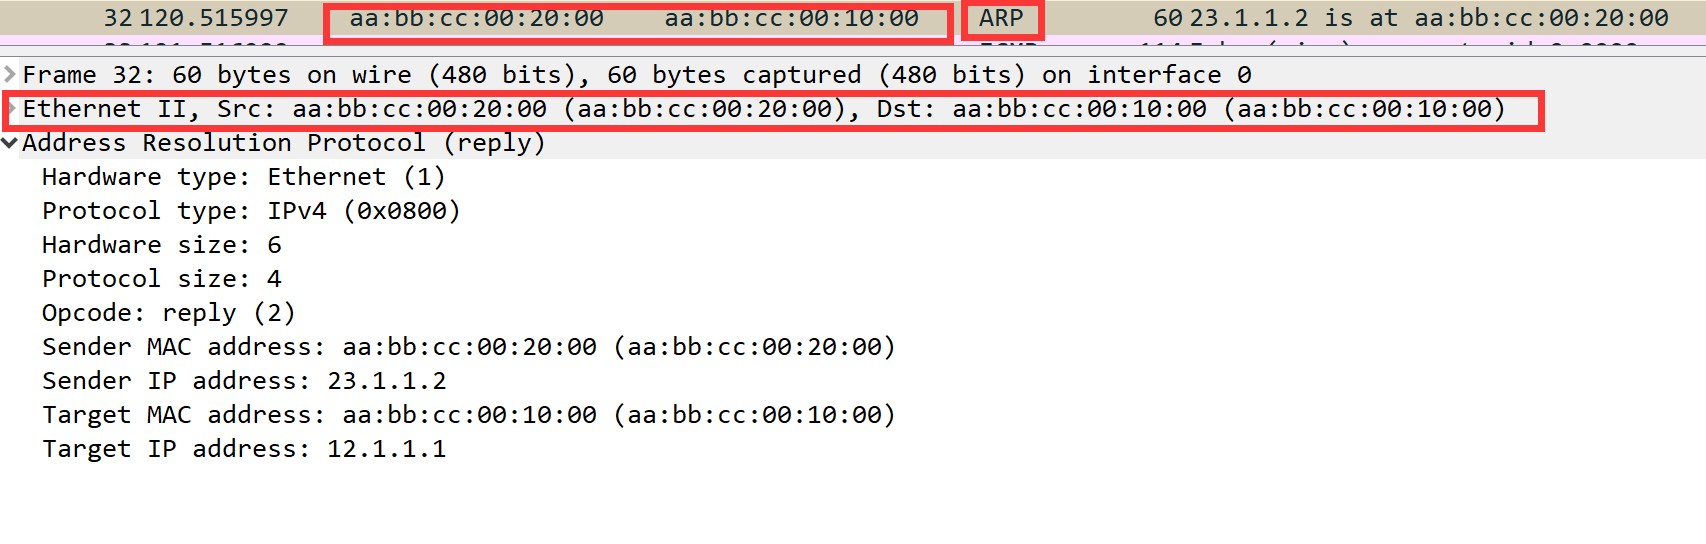 32 120.515997 aa:bb:cc:00:20:00 aa:bb:cc:00:10:00 ARP 60 23.1.1.2 is at aa:bb:cc:00:20:00
Frame 32: 60 bytes on wire (480 bits), 60 bytes captured (480 bits) on interface 0
Ethernet II, Src: aa:bb:cc:00:20:00 (aa:bb:cc:00:20:00), Dst: aa:bb:cc:00:10:00 (aa:bb:cc:00:10:00)
Address Resolution Protocol (reply)
Hardware type: Ethernet (1)
Protocol type: IPv4 (0x0800)
Hardware size: 6
Protocol size: 4
Opcode: reply (2)
Sender MAC address: aa:bb:cc:00:20:00 (aa:bb:cc:00:20:00)
Sender IP address: 23.1.1.2
Target MAC address: aa:bb:cc:00:10:00 (aa:bb:cc:00:10:00)
Target IP address: 12.1.1.1